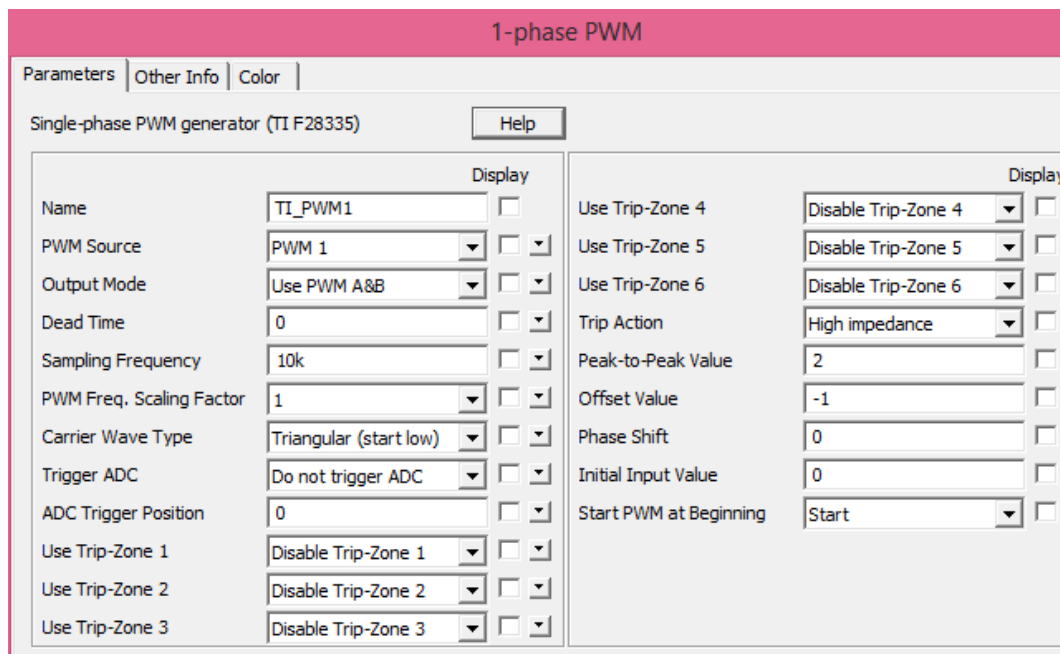 1-phase PWM
Parameters Other Info Color
Single-phase PWM generator (TI F28335) Help
Display
Name TI_PWM1
PWM Source PWM 1
Output Mode Use PWM A&B
Dead Time 0
Sampling Frequency 10k
PWM Freq. Scaling Factor 1
Carrier Wave Type Triangular (start low)
Trigger ADC Do not trigger ADC
ADC Trigger Position 0
Use Trip-Zone 1 Disable Trip-Zone 1
Use Trip-Zone 2 Disable Trip-Zone 2
Use Trip-Zone 3 Disable Trip-Zone 3
Display
Use Trip-Zone 4 Disable Trip-Zone 4
Use Trip-Zone 5 Disable Trip-Zone 5
Use Trip-Zone 6 Disable Trip-Zone 6
Trip Action High impedance
Peak-to-Peak Value 2
Offset Value -1
Phase Shift 0
Initial Input Value 0
Start PWM at Beginning Start